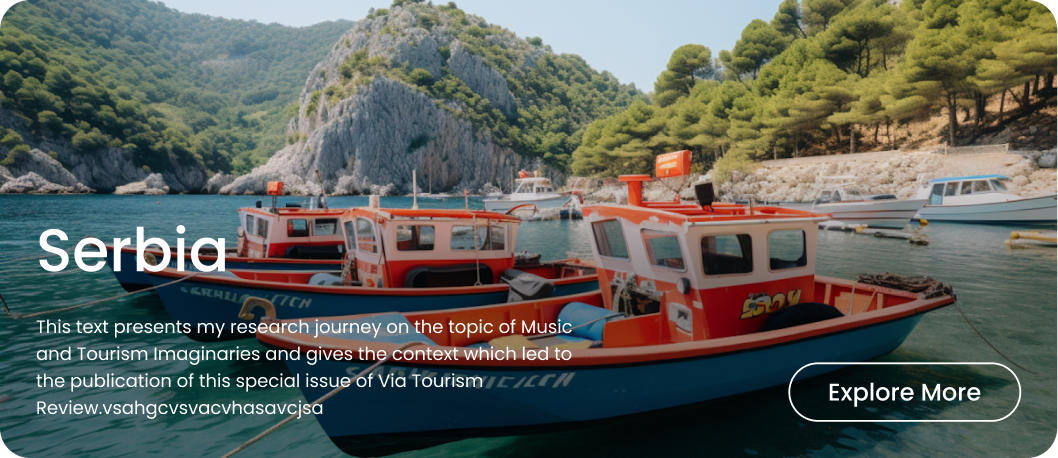 Serbia
This text presents my research journey on the topic of Music
and Tourism Imaginaries and gives the context which led to
the publication of this special issue of Via Tourism
Review.vsahgcvsvacvhasavcjsa
Explore More